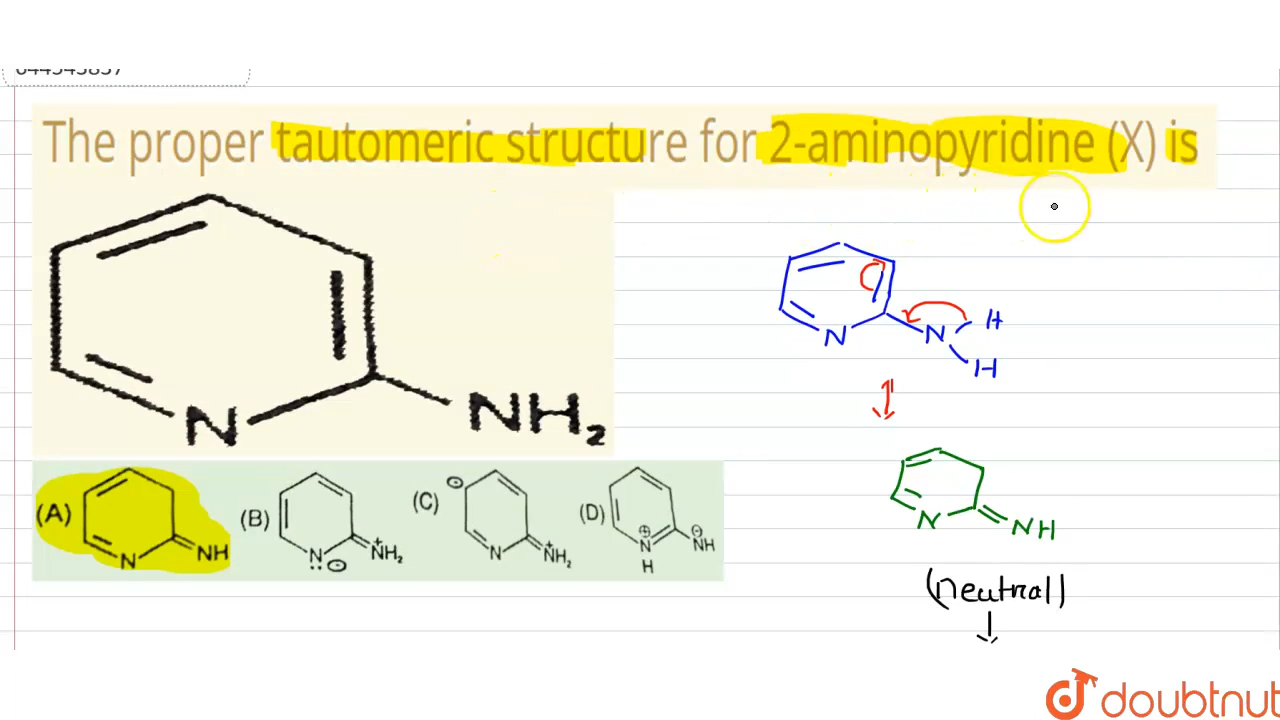 The proper tautomeric structure for 2-aminopyridine (X) is
N
NH₂
(A)
N
NH
(B)
N
⊖
+
NH₂
(C)
⊖
N
+
NH₂
(D)
⊕
N
H
⊖
NH
N
N
H
H
N
NH
(neutral)
doubtnut